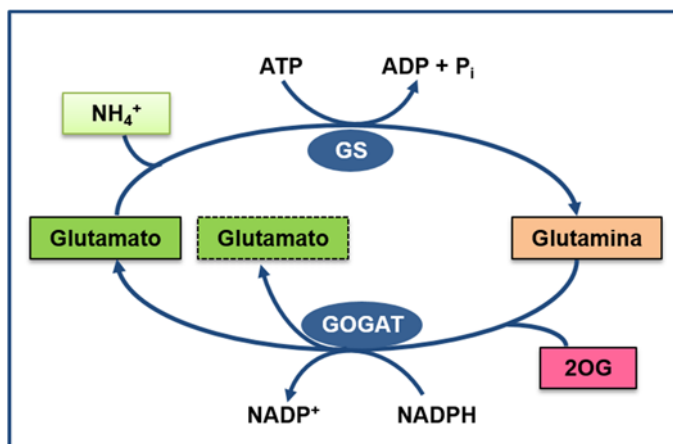 ATP ADP + Pi
NH4+
GS
Glutamato Glutamato Glutamina
GOGAT
2OG
NADP+ NADPH